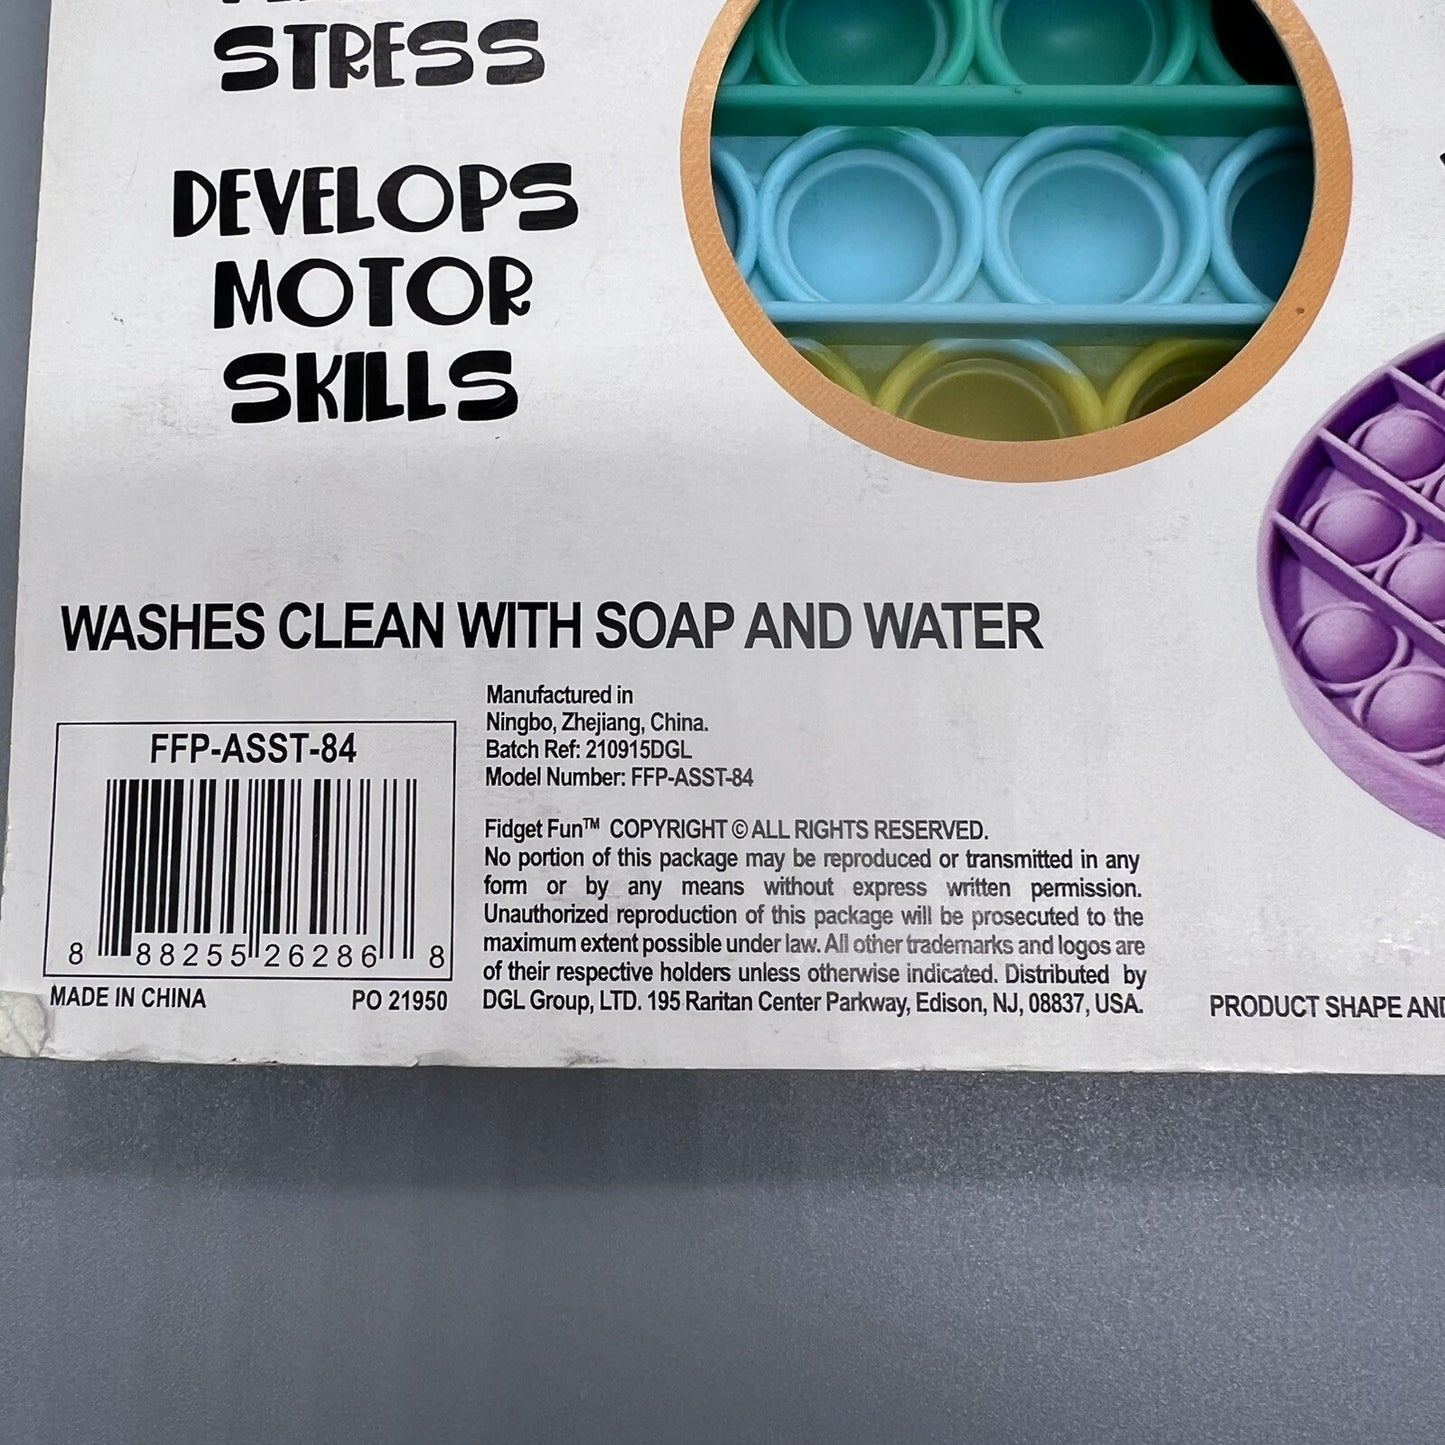 STRESS
DEVELOPS
MOTOR
SKILLS
WASHES CLEAN WITH SOAP AND WATER
FFP-ASST-84
8 88255 26286 8
MADE IN CHINA PO 21950
Manufactured in
Ningbo, Zhejiang, China.
Batch Ref: 210915DGL
Model Number: FFP-ASST-84
Fidget Fun™ COPYRIGHT © ALL RIGHTS RESERVED.
No portion of this package may be reproduced or transmitted in any
form or by any means without express written permission.
Unauthorized reproduction of this package will be prosecuted to the
maximum extent possible under law. All other trademarks and logos are
of their respective holders unless otherwise indicated. Distributed by
DGL Group, LTD. 195 Raritan Center Parkway, Edison, NJ, 08837, USA.
PRODUCT SHAPE AND